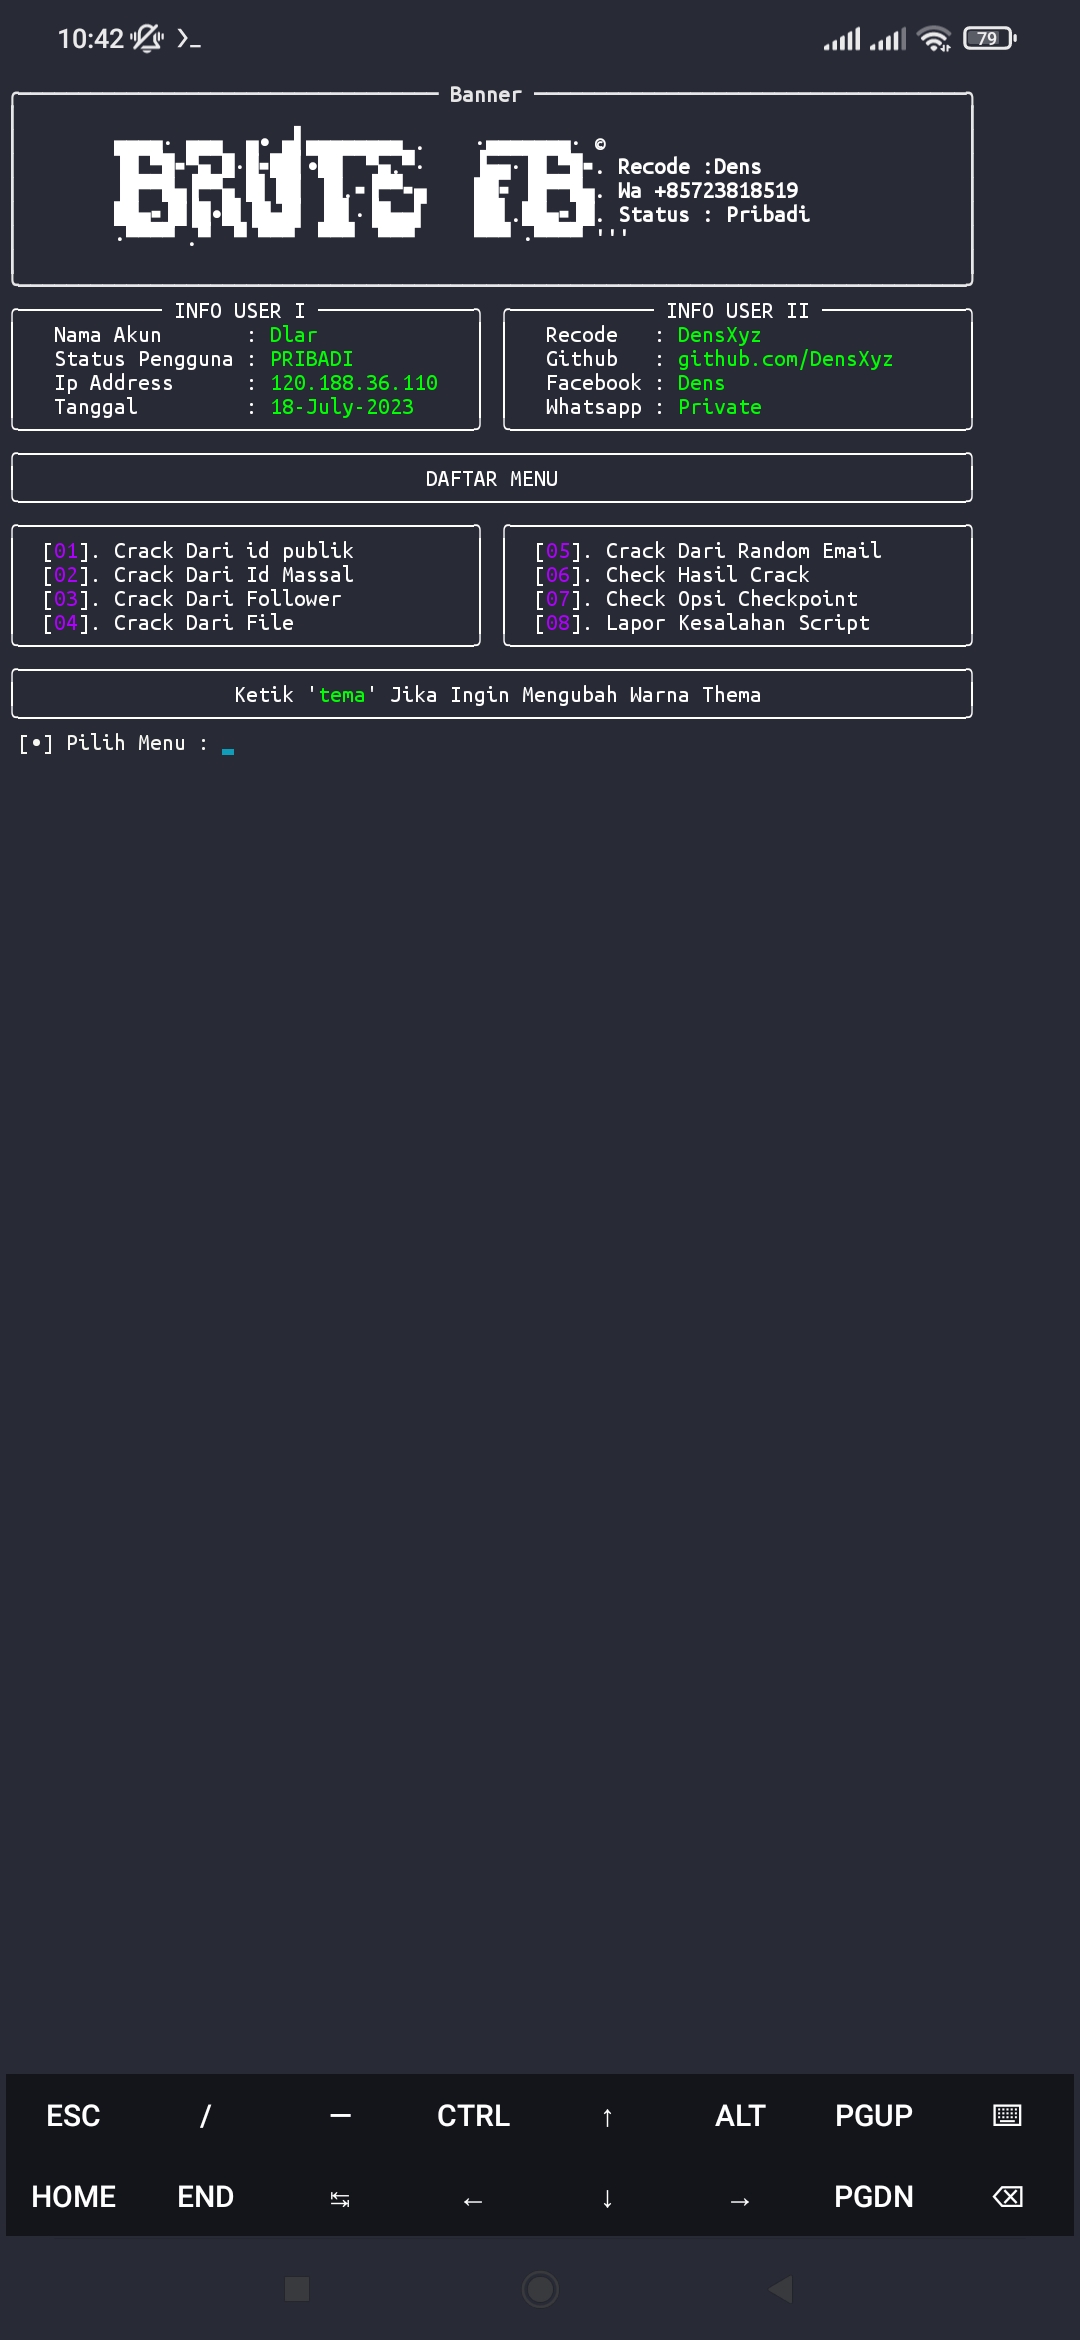 10:42
79
Banner
BRUTE FB
©
. Recode :Dens
. Wa +85723818519
. Status : Pribadi
'''
INFO USER I
Nama Akun : Dlar
Status Pengguna : PRIBADI
Ip Address : 120.188.36.110
Tanggal : 18-July-2023
INFO USER II
Recode : DensXyz
Github : github.com/DensXyz
Facebook : Dens
Whatsapp : Private
DAFTAR MENU
[01]. Crack Dari id publik
[02]. Crack Dari Id Massal
[03]. Crack Dari Follower
[04]. Crack Dari File
[05]. Crack Dari Random Email
[06]. Check Hasil Crack
[07]. Check Opsi Checkpoint
[08]. Lapor Kesalahan Script
Ketik 'tema' Jika Ingin Mengubah Warna Thema
[•] Pilih Menu :
ESC / — CTRL ↑ ALT PGUP
HOME END ↹ ← ↓ → PGDN